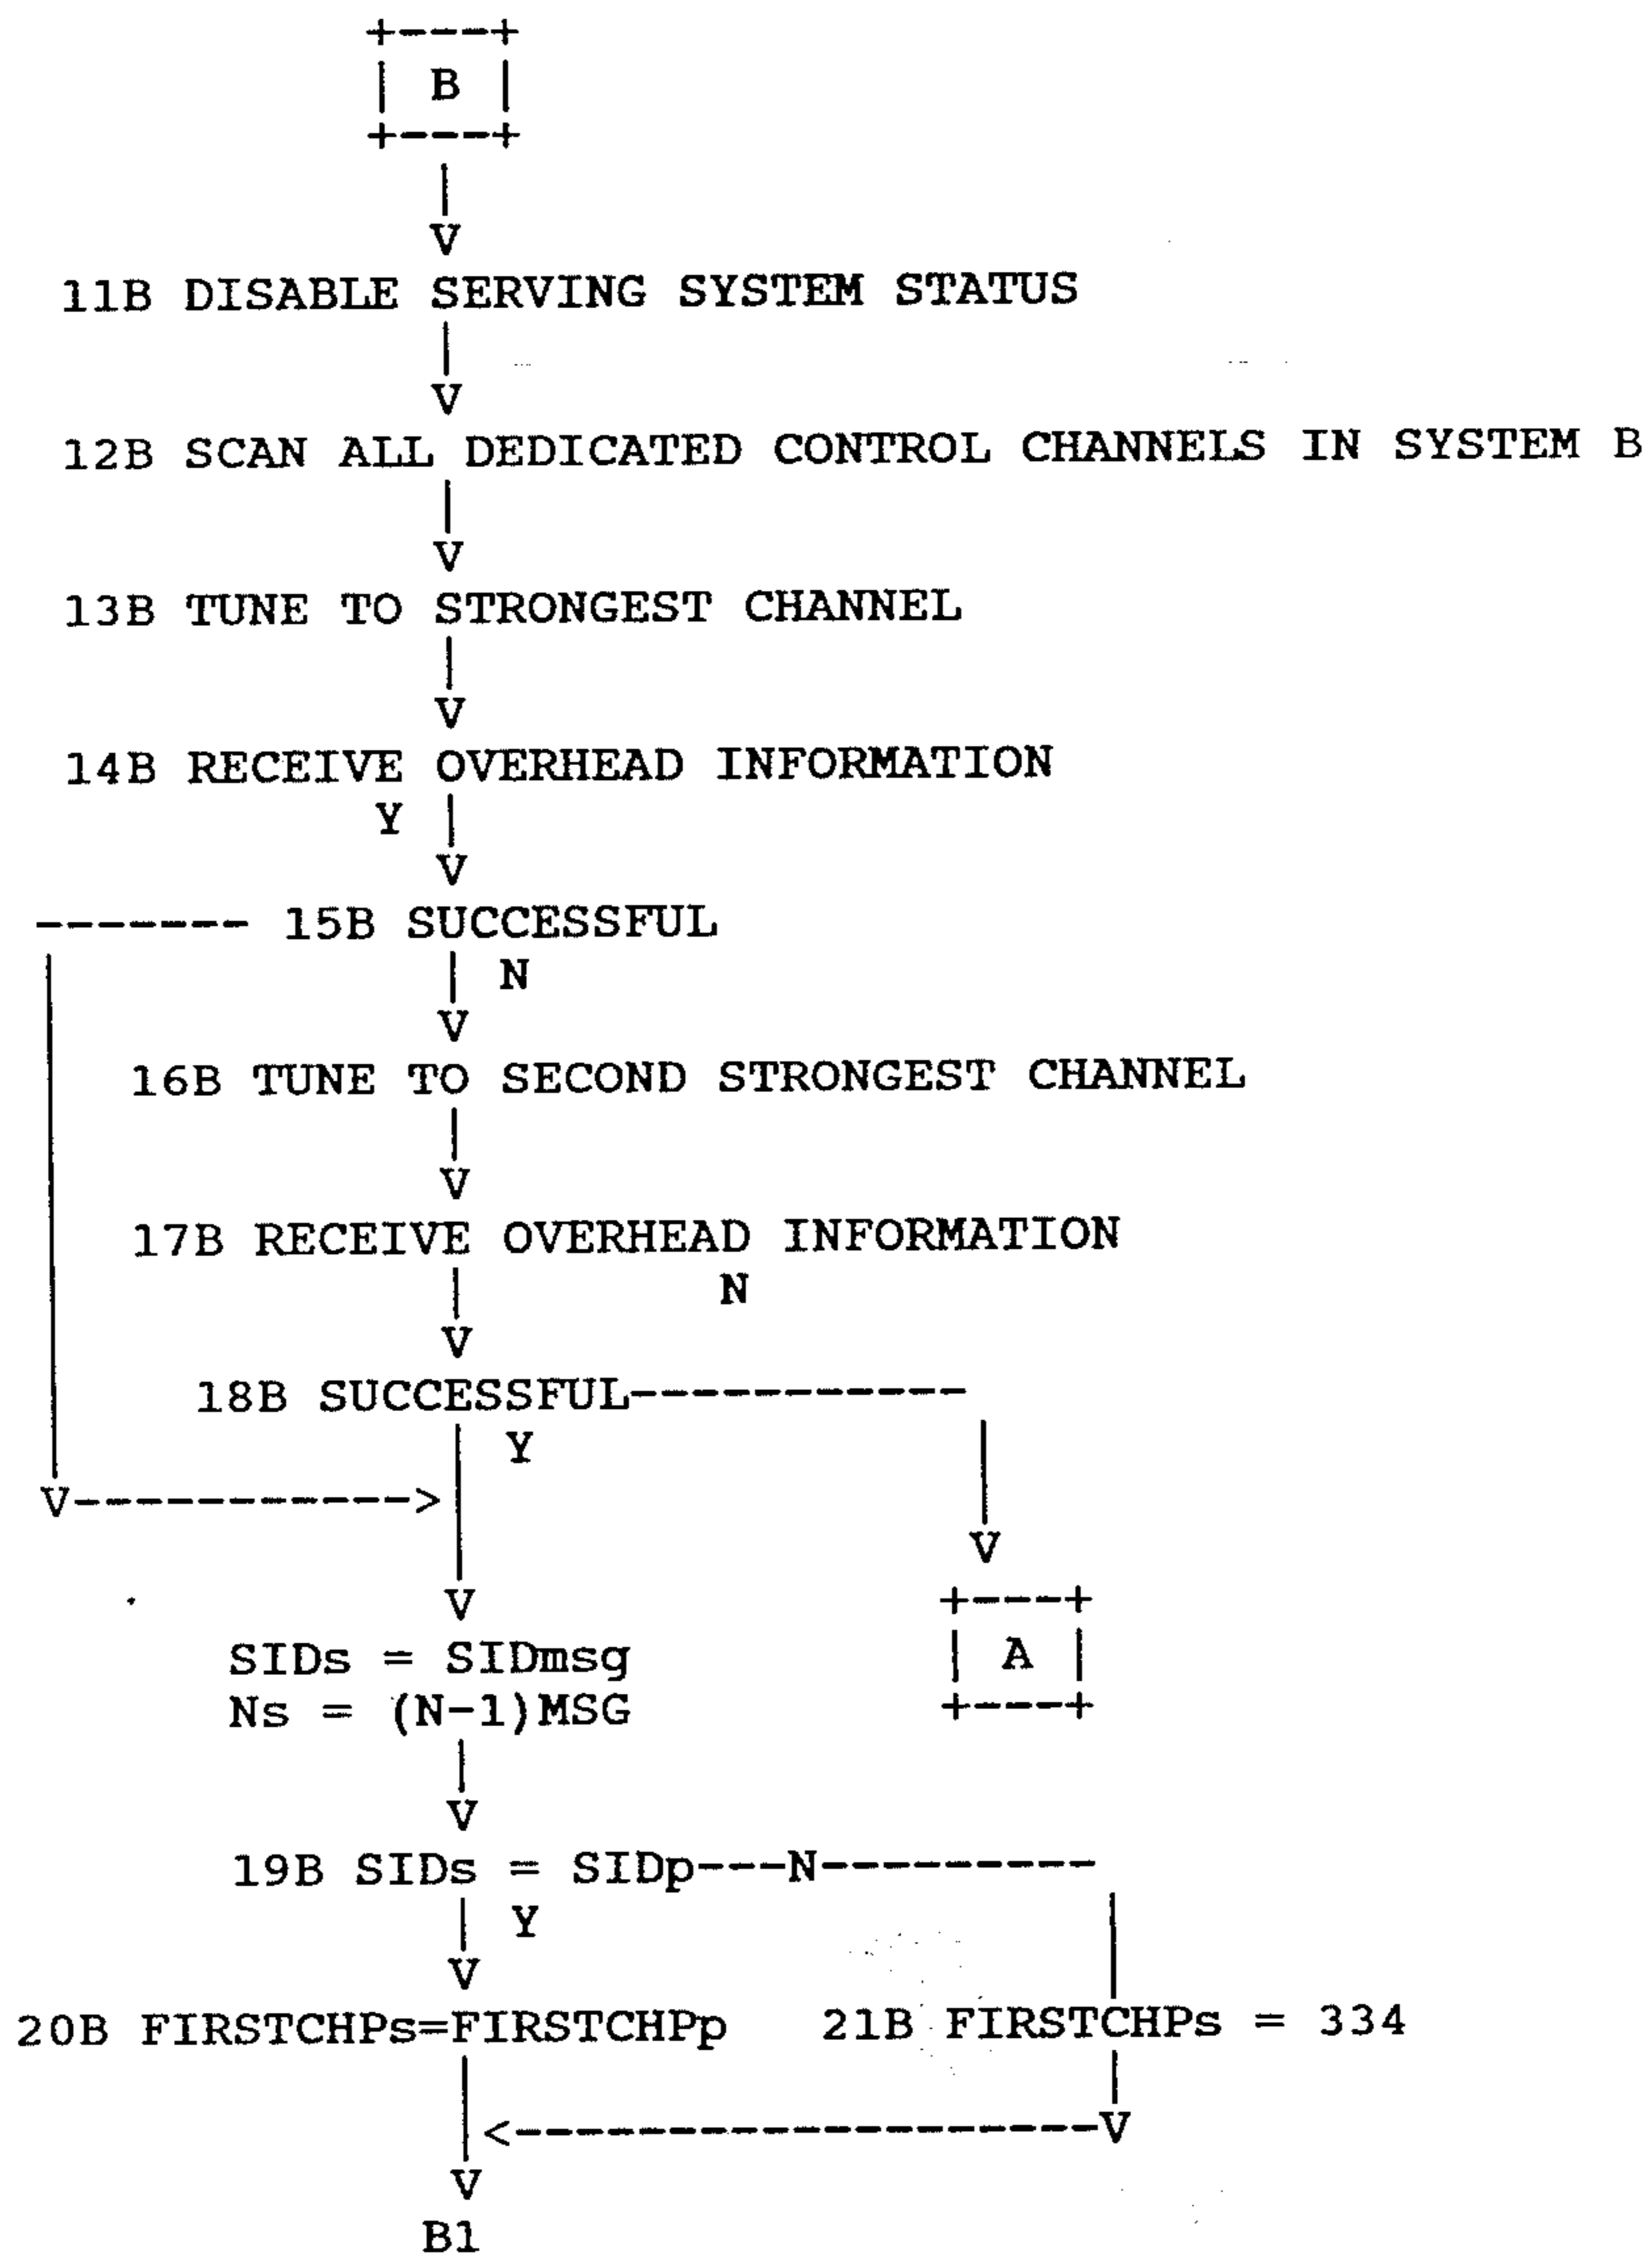 B
11B DISABLE SERVING SYSTEM STATUS
12B SCAN ALL DEDICATED CONTROL CHANNELS IN SYSTEM B
13B TUNE TO STRONGEST CHANNEL
14B RECEIVE OVERHEAD INFORMATION
Y
15B SUCCESSFUL
N
16B TUNE TO SECOND STRONGEST CHANNEL
17B RECEIVE OVERHEAD INFORMATION
N
18B SUCCESSFUL
Y
SIDs = SIDmsg
Ns = (N-1)MSG
A
19B SIDs = SIDp---N----------
Y
20B FIRSTCHPs=FIRSTCHPp 21B FIRSTCHPs = 334
B1